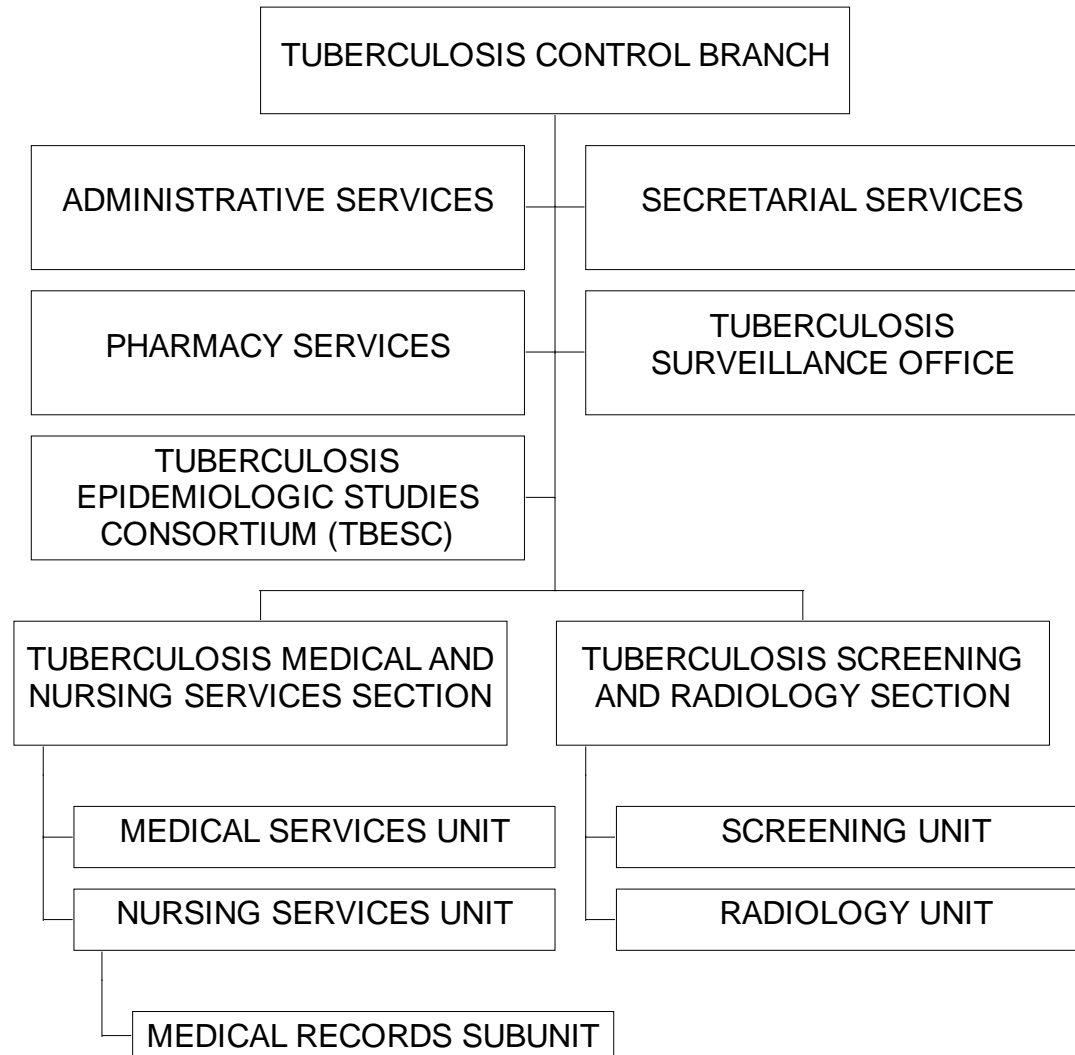 TUBERCULOSIS CONTROL BRANCH
ADMINISTRATIVE SERVICES
SECRETARIAL SERVICES
PHARMACY SERVICES
TUBERCULOSIS
SURVEILLANCE OFFICE
TUBERCULOSIS
EPIDEMIOLOGIC STUDIES
CONSORTIUM (TBESC)
TUBERCULOSIS MEDICAL AND
NURSING SERVICES SECTION
TUBERCULOSIS SCREENING
AND RADIOLOGY SECTION
MEDICAL SERVICES UNIT
NURSING SERVICES UNIT
MEDICAL RECORDS SUBUNIT
SCREENING UNIT
RADIOLOGY UNIT